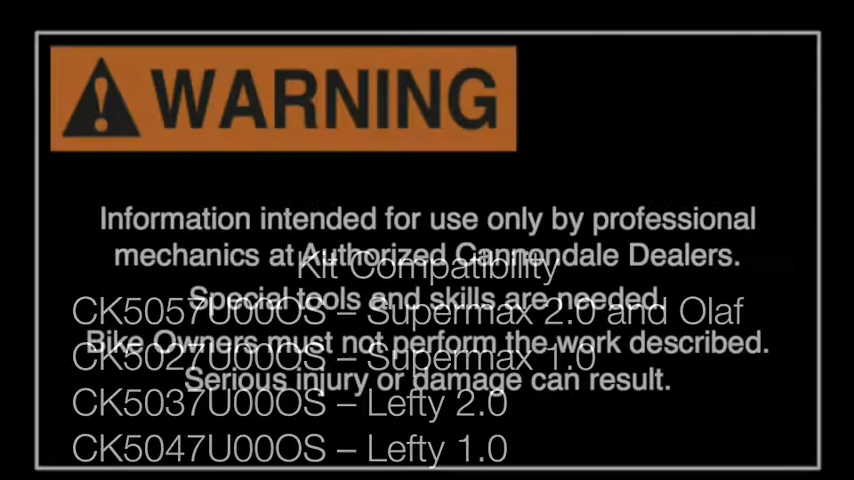 WARNING
Information intended for use only by professional
mechanics at Authorized Cannondale Dealers.
Kit Compatibility
Special tools and skills are needed.
CK5057U00OS – Supermax 2.0 and Olaf
Bike Owners must not perform the work described.
CK5027U00OS – Supermax 1.0
Serious injury or damage can result.
CK5037U00OS – Lefty 2.0
CK5047U00OS – Lefty 1.0